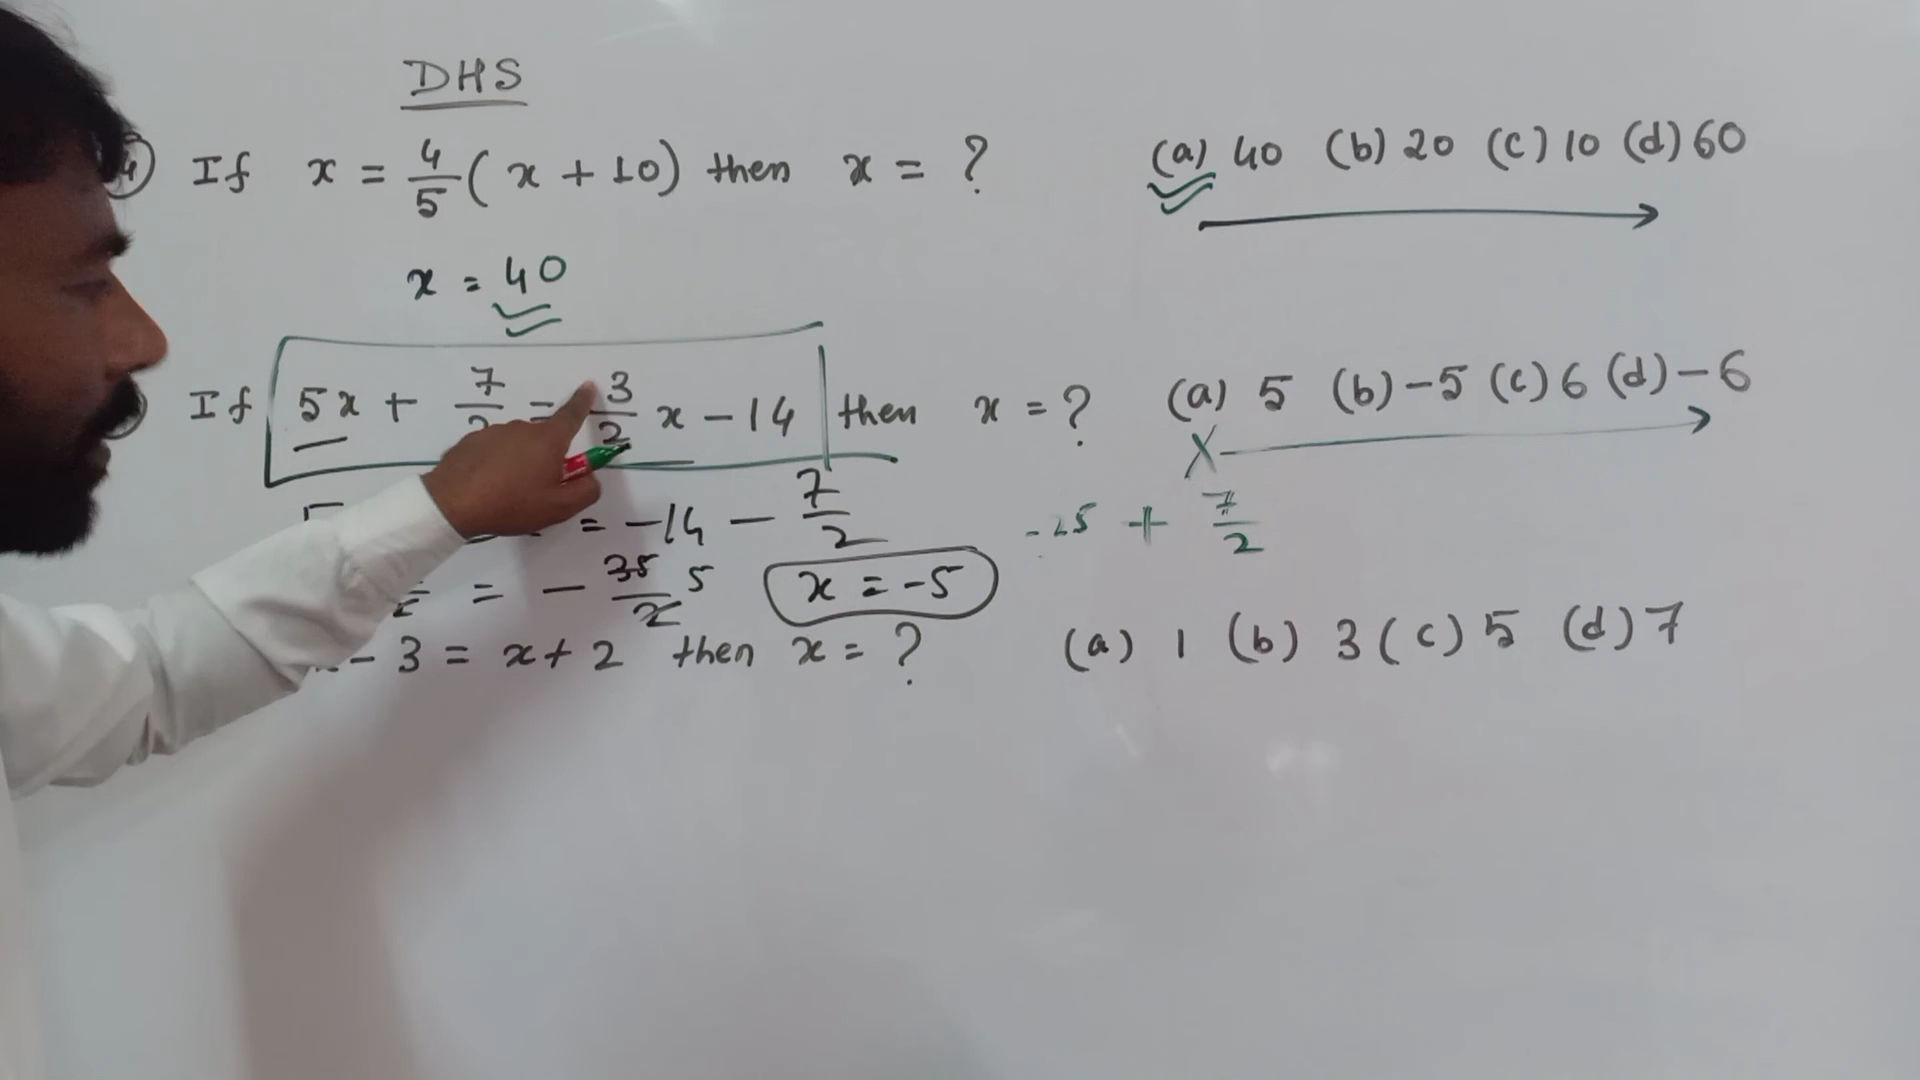 DHS
4) If x = 4/5 ( x + 10 ) then x = ? (a) 40 (b) 20 (c) 10 (d) 60
x = 40
If 5x + 7/2 = 3/2 x - 14 then x = ? (a) 5 (b) -5 (c) 6 (d) -6
= -14 - 7/2
-25 + 7/2
= - 35/2 5 x = -5
- 3 = x + 2 then x = ? (a) 1 (b) 3 (c) 5 (d) 7